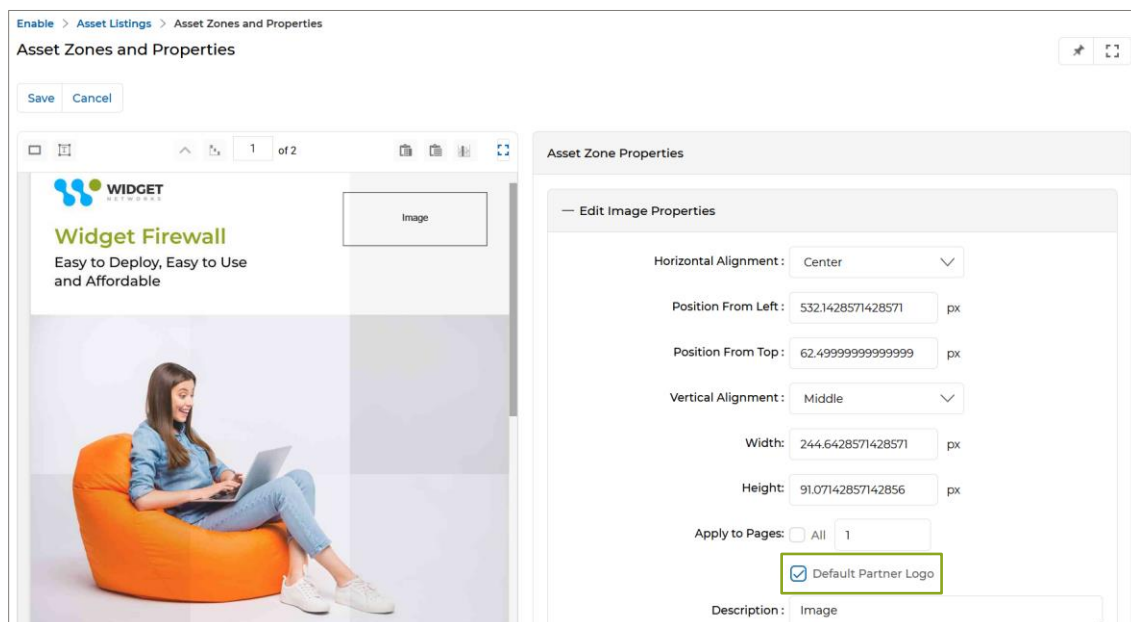 Enable > Asset Listings > Asset Zones and Properties
Asset Zones and Properties
Save Cancel
1 of 2
WIDGET
NETWORKS
Image
Widget Firewall
Easy to Deploy, Easy to Use
and Affordable
Asset Zone Properties
— Edit Image Properties
Horizontal Alignment : Center
Position From Left : 532.1428571428571 px
Position From Top : 62.49999999999999 px
Vertical Alignment : Middle
Width: 244.6428571428571 px
Height: 91.07142857142856 px
Apply to Pages: All 1
Default Partner Logo
Description : Image